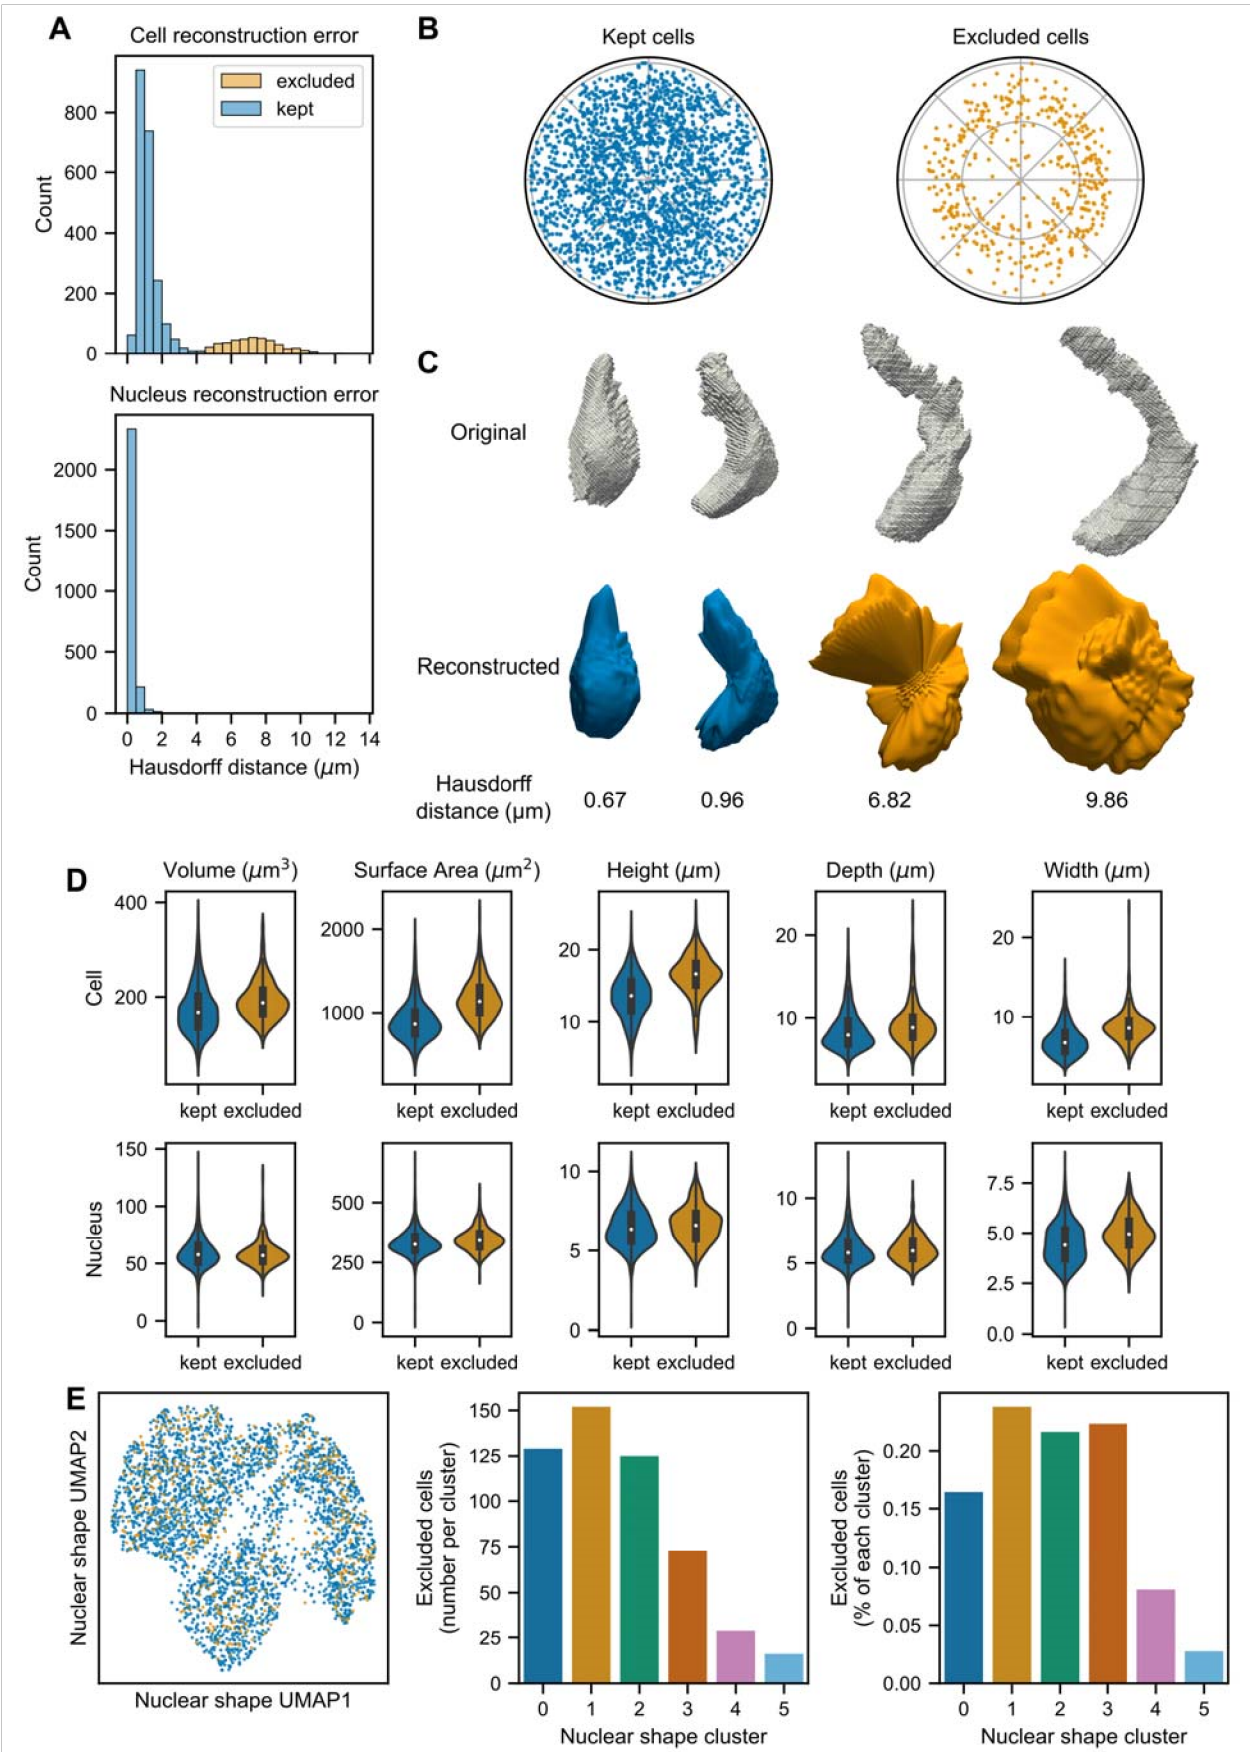 A
Cell reconstruction error
excluded
kept
800
600
400
200
0
Count
Nucleus reconstruction error
2000
1500
1000
500
0
Count
0 2 4 6 8 10 12 14
Hausdorff distance (μm)
B
Kept cells
Excluded cells
C
Original
Reconstructed
Hausdorff
distance (μm)
0.67
0.96
6.82
9.86
D
Volume (μm³)
Surface Area (μm²)
Height (μm)
Depth (μm)
Width (μm)
Cell
400
200
2000
1000
20
10
20
10
20
10
kept excluded
kept excluded
kept excluded
kept excluded
kept excluded
Nucleus
150
100
50
0
500
250
0
10
5
0
10
5
0
7.5
5.0
2.5
0.0
kept excluded
kept excluded
kept excluded
kept excluded
kept excluded
E
Nuclear shape UMAP2
Nuclear shape UMAP1
Excluded cells
(number per cluster)
150
125
100
75
50
25
0
0 1 2 3 4 5
Nuclear shape cluster
Excluded cells
(% of each cluster)
0.20
0.15
0.10
0.05
0.00
0 1 2 3 4 5
Nuclear shape cluster